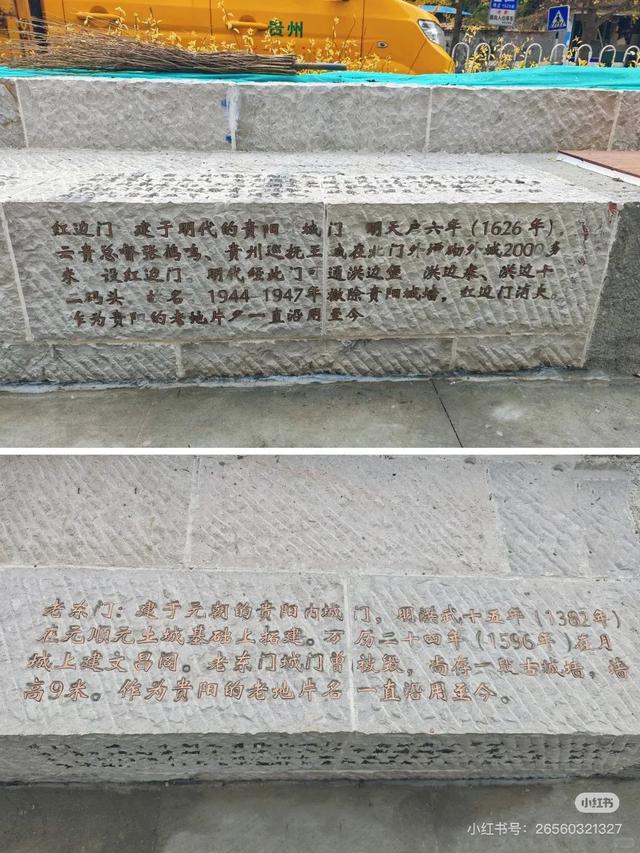 贵州
红边门 建于明代的贵阳 城门 明天启六年(1626年),
云贵总督张鹤鸣、贵州巡抚王 城在北门外 外城2000多
米 设红边门。明代经此门可通洪边堡 洪边寨、洪边卡
二码头 名 1944 1947年撤除贵阳城墙,红边门消失。
作为贵阳的老地片 一直沿用至今
老东门:建于元朝的贵阳内城门,明洪武十五年(1382年)
在元顺元土城基础上拓建。万历二十四年(1596年)在月
城上建文昌阁。老东门城门曾被毁,尚存一段古城墙,墙
高9米。作为贵阳的老地片名一直沿用至今。
小红书
小红书号:26560321327